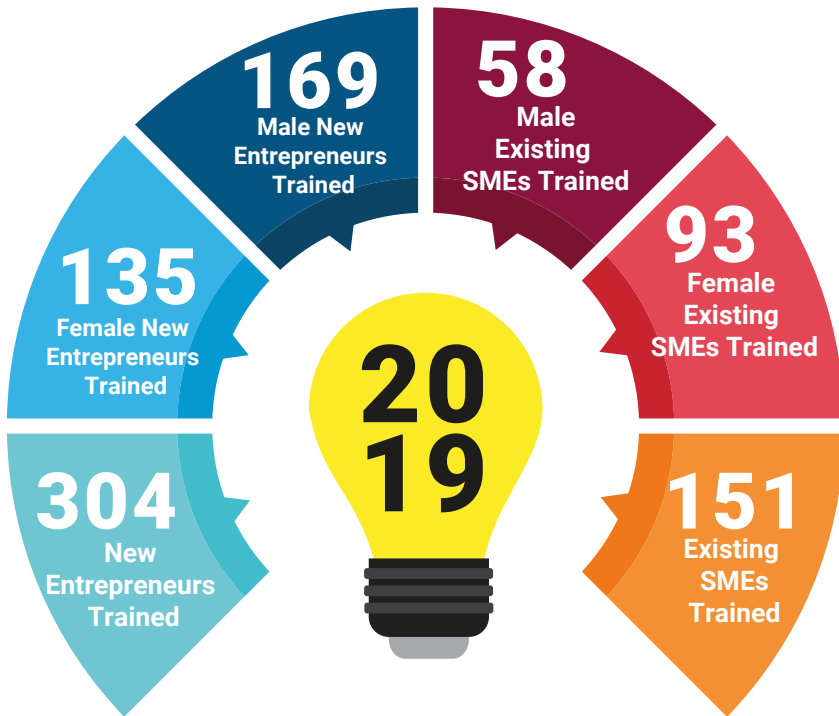 169
Male New
Entrepreneurs
Trained
58
Male
Existing
SMEs Trained
135
Female New
Entrepreneurs
Trained
93
Female
Existing
SMEs Trained
20
19
304
New
Entrepreneurs
Trained
151
Existing
SMEs
Trained